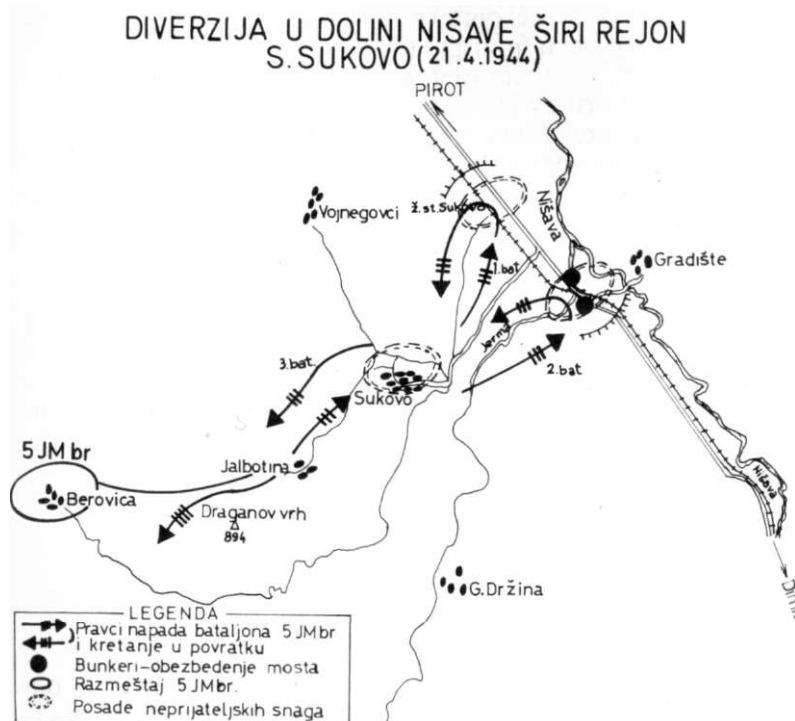 DIVERZIJA U DOLINI NIŠAVE ŠIRI REJON
S. SUKOVO (21.4.1944)
PIROT
Vojnegovci
ž.st. Sukovo
Nišava
Gradište
1.bat
Jerma
3.bat.
2.bat
Sukovo
5 JM br
Jalbotina
Berovica
Draganov vrh
894
Nišava
G.Držina
LEGENDA
Pravci napada bataljona 5 JM br
i kretanje u povratku
Bunkeri-obezbeđenje mosta
Razmeštaj 5 JM br.
Posade neprijateljskih snaga